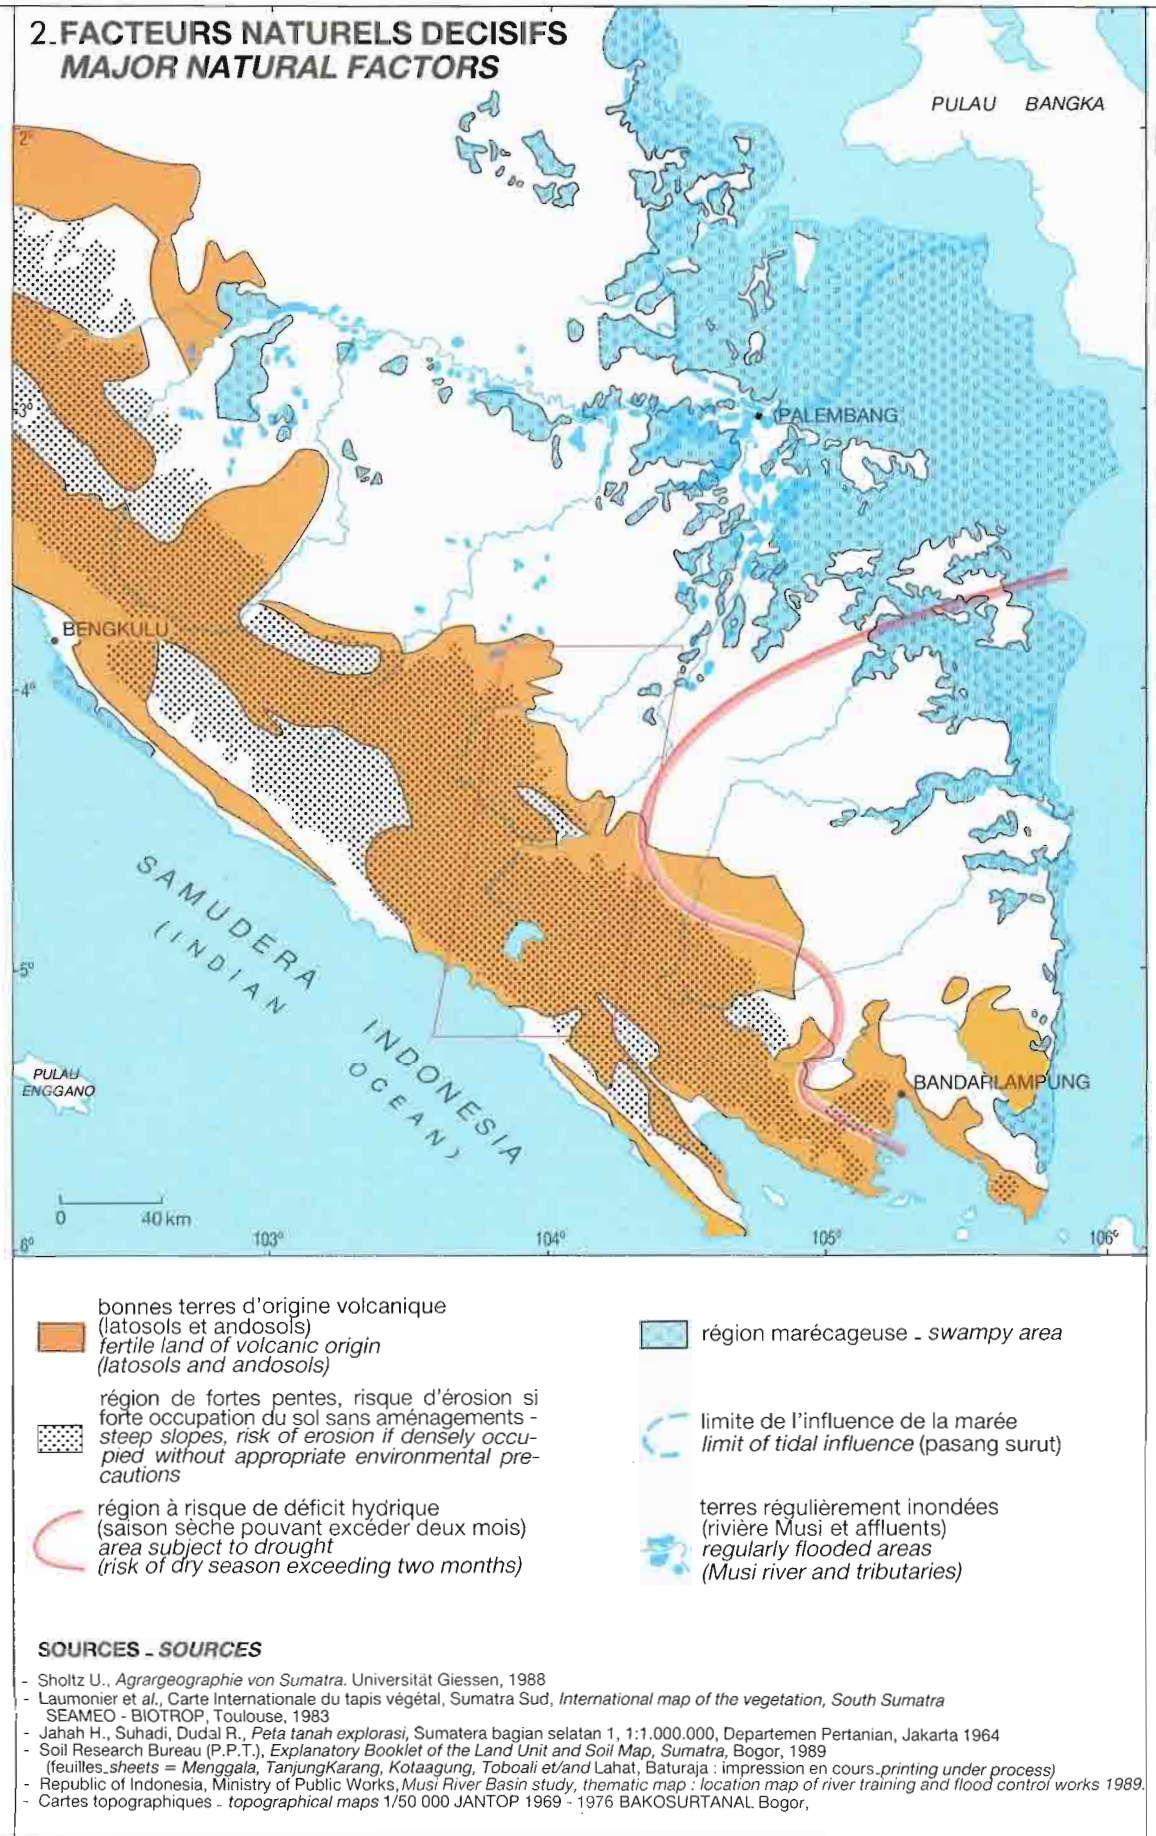 2. FACTEURS NATURELS DECISIFS
MAJOR NATURAL FACTORS
PULAU BANGKA
2°
3°
PALEMBANG
BENGKULU
4°
SAMUDERA INDONESIA
(INDIAN OCEAN)
5°
PULAU
ENGGANO
BANDARLAMPUNG
0 40 km
6°
103°
104°
105°
106°
bonnes terres d'origine volcanique
(latosols et andosols)
fertile land of volcanic origin
(latosols and andosols)
région de fortes pentes, risque d'érosion si
forte occupation du sol sans aménagements -
steep slopes, risk of erosion if densely occu-
pied without appropriate environmental pre-
cautions
région à risque de déficit hydrique
(saison sèche pouvant excéder deux mois)
area subject to drought
(risk of dry season exceeding two months)
région marécageuse - swampy area
limite de l'influence de la marée
limit of tidal influence (pasang surut)
terres régulièrement inondées
(rivière Musi et affluents)
regularly flooded areas
(Musi river and tributaries)
SOURCES - SOURCES
- Sholtz U., Agrargeographie von Sumatra. Universität Giessen, 1988
- Laumonier et al., Carte Internationale du tapis végétal, Sumatra Sud, International map of the vegetation, South Sumatra
SEAMEO - BIOTROP, Toulouse, 1983
- Jahah H., Suhadi, Dudal R., Peta tanah explorasi, Sumatera bagian selatan 1, 1:1.000.000, Departemen Pertanian, Jakarta 1964
- Soil Research Bureau (P.P.T.), Explanatory Booklet of the Land Unit and Soil Map, Sumatra, Bogor, 1989
(feuilles_sheets = Menggala, TanjungKarang, Kotaagung, Toboali et/and Lahat, Baturaja : impression en cours_printing under process)
- Republic of Indonesia, Ministry of Public Works, Musi River Basin study, thematic map : location map of river training and flood control works 1989.
- Cartes topographiques - topographical maps 1/50 000 JANTOP 1969 - 1976 BAKOSURTANAL. Bogor,